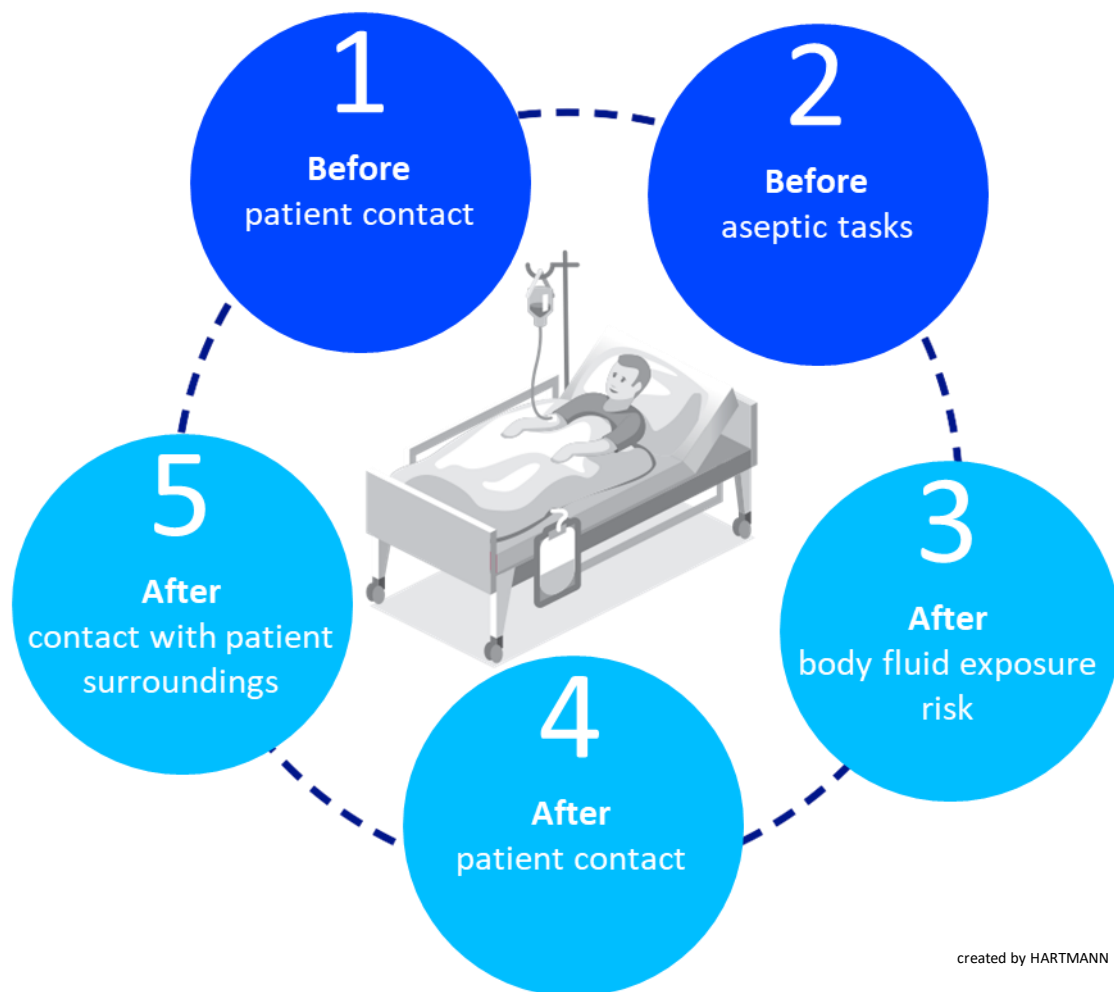 1
Before
patient contact
2
Before
aseptic tasks
3
After
body fluid exposure
risk
4
After
patient contact
5
After
contact with patient
surroundings
created by HARTMANN